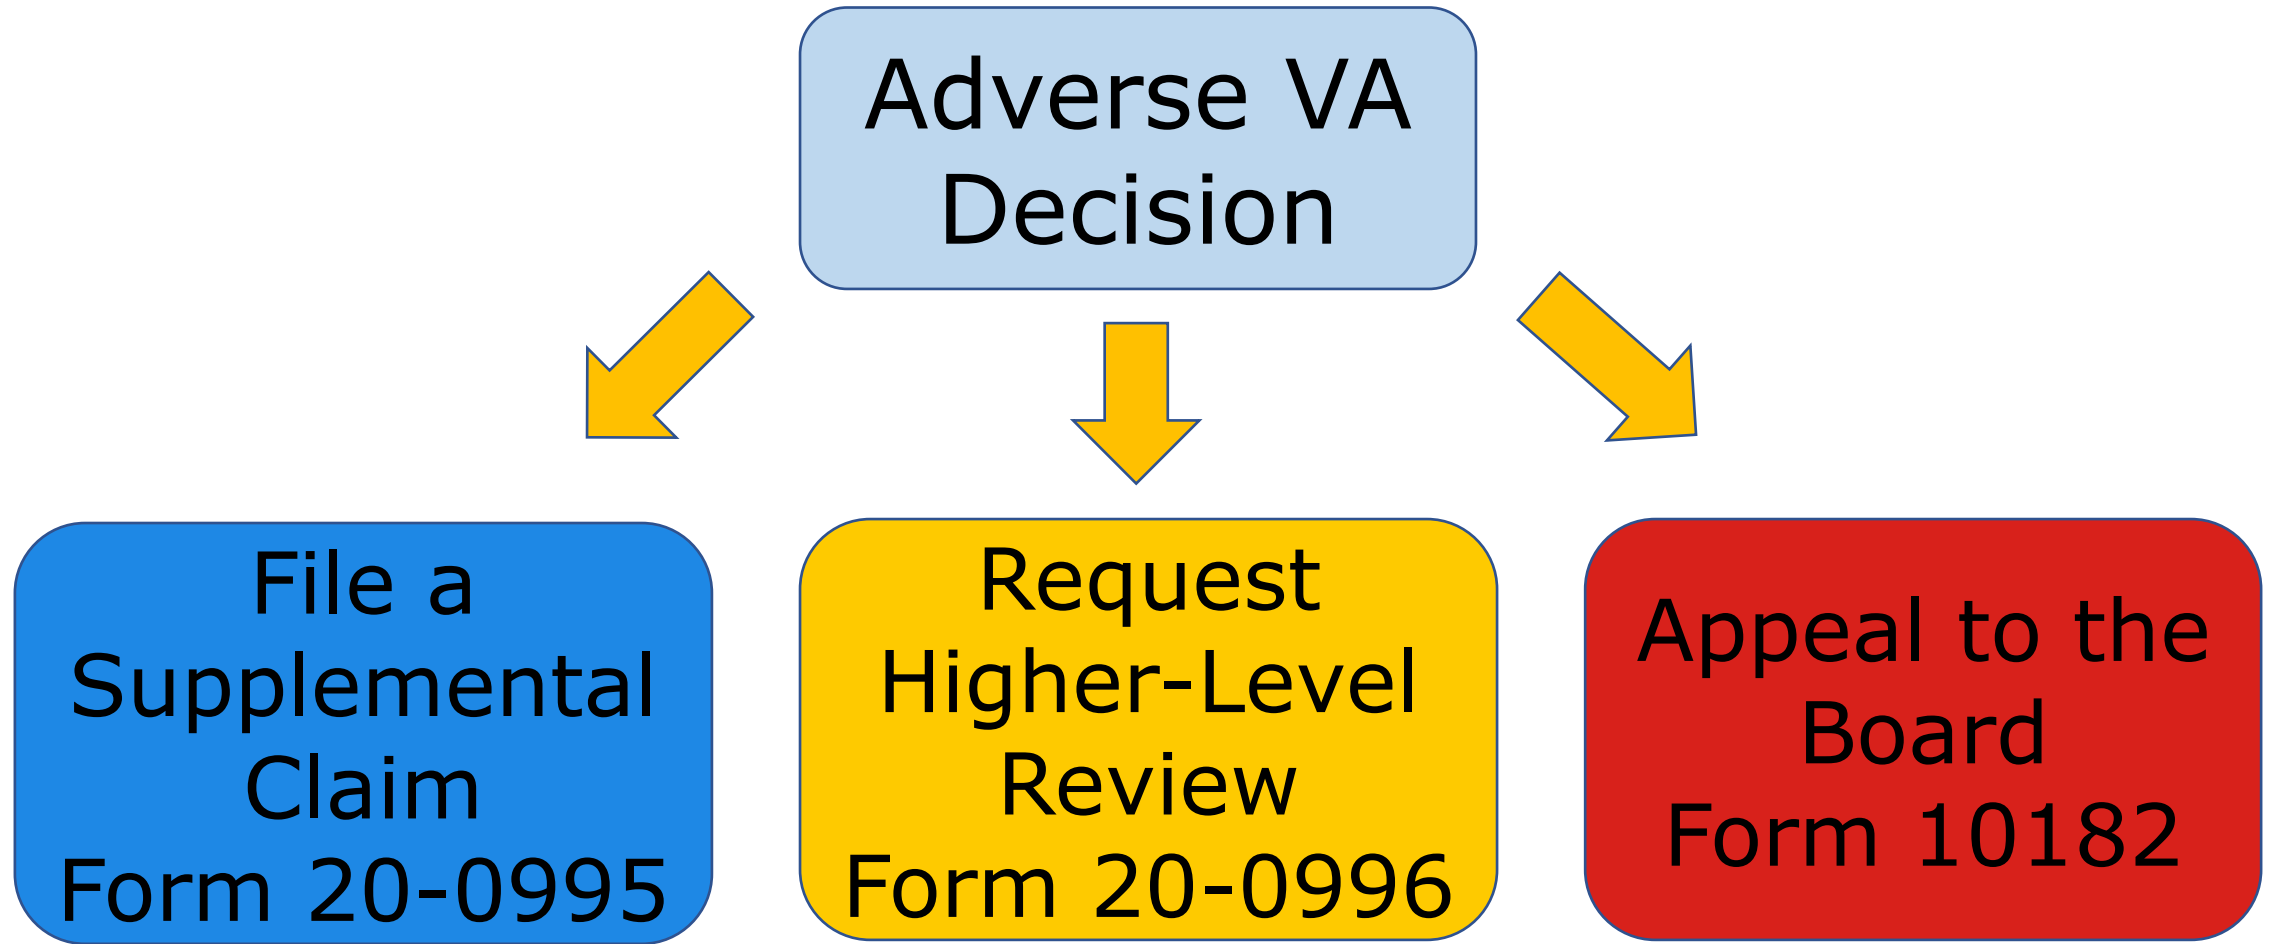 Adverse VA
Decision
File a
Supplemental
Claim
Form 20-0995
Request
Higher-Level
Review
Form 20-0996
Appeal to the
Board
Form 10182